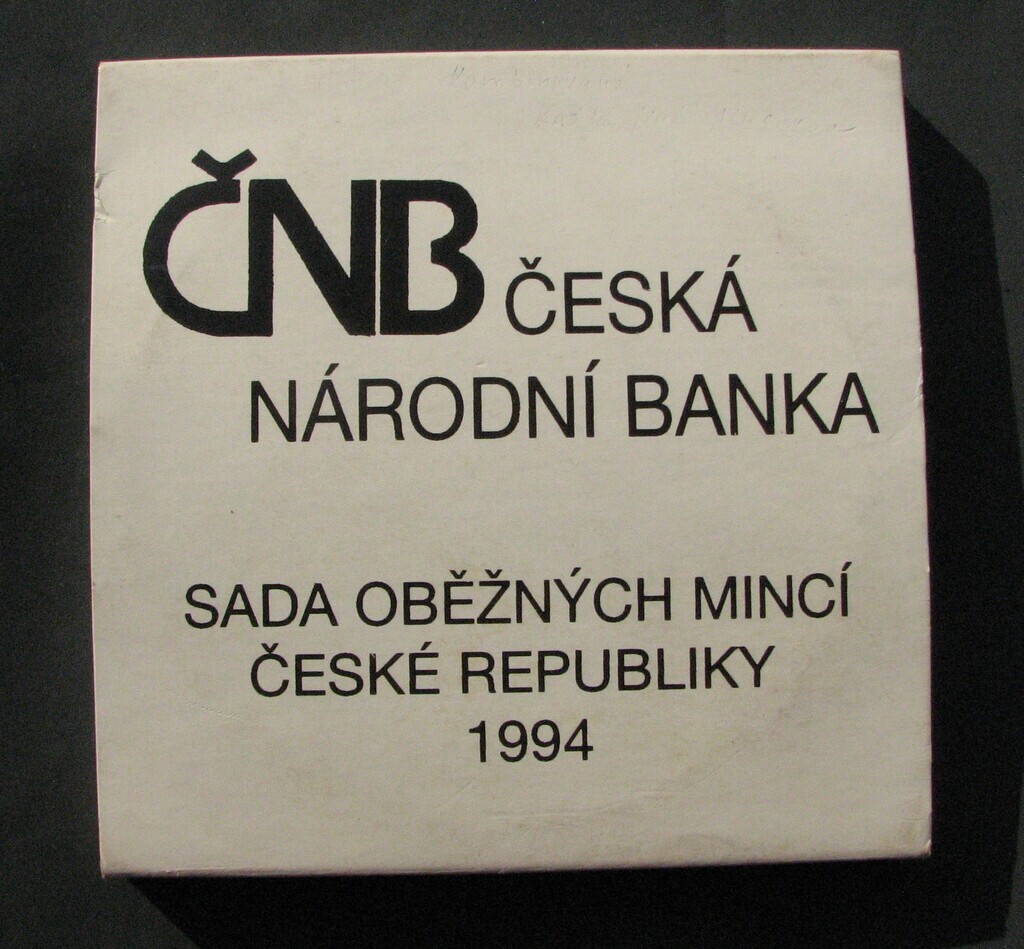 ČNB ČESKÁ
NÁRODNÍ BANKA
SADA OBĚŽNÝCH MINCÍ
ČESKÉ REPUBLIKY
1994